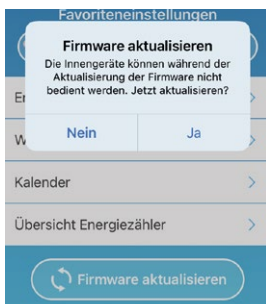 Favoriteneinstellungen
Firmware aktualisieren
Die Innengeräte können während der
Aktualisierung der Firmware nicht
bedient werden. Jetzt aktualisieren?
Nein
Ja
Kalender
Übersicht Energiezähler
Firmware aktualisieren